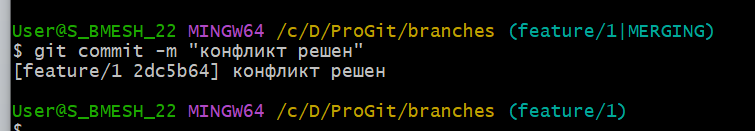 User@S_BMESH_22 MINGW64 /c/D/ProGit/branches (feature/1|MERGING)
$ git commit -m "конфликт решен"
[feature/1 2dc5b64] конфликт решен
User@S_BMESH_22 MINGW64 /c/D/ProGit/branches (feature/1)
$